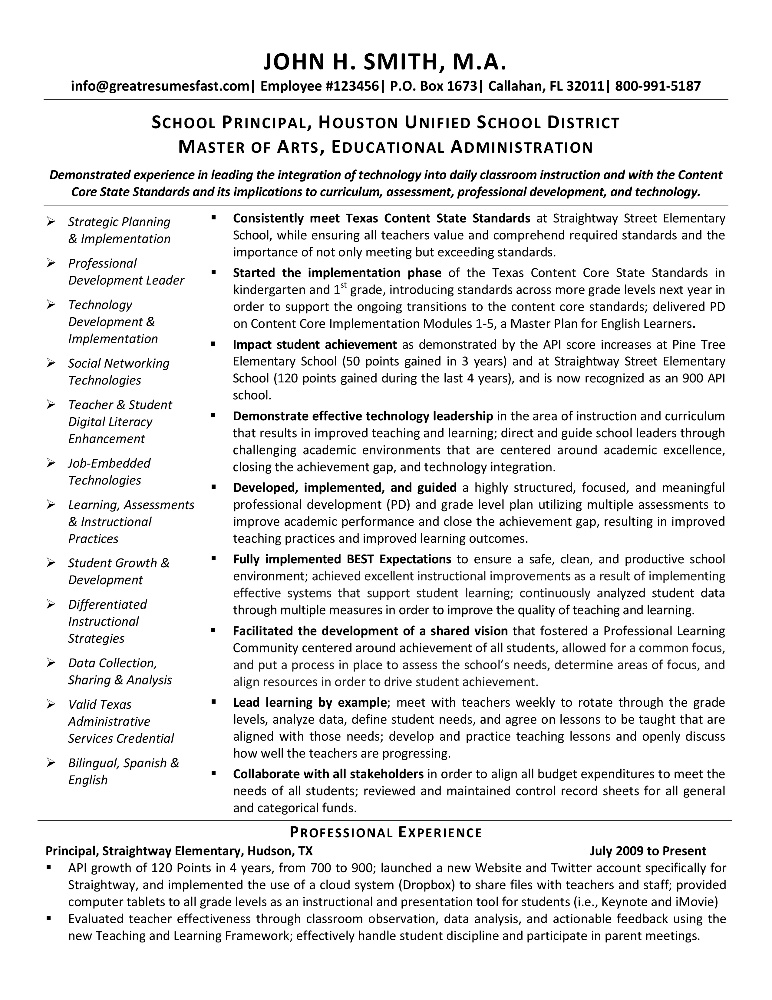 JOHN H. SMITH, M.A.
info@greatresumesfast.com| Employee #123456| P.O. Box 1673| Callahan, FL 32011| 800-991-5187
SCHOOL PRINCIPAL, HOUSTON UNIFIED SCHOOL DISTRICT
MASTER OF ARTS, EDUCATIONAL ADMINISTRATION
Demonstrated experience in leading the integration of technology into daily classroom instruction and with the Content
Core State Standards and its implications to curriculum, assessment, professional development, and technology.
➢ Strategic Planning
& Implementation
➢ Professional
Development Leader
➢ Technology
Development &
Implementation
➢ Social Networking
Technologies
➢ Teacher & Student
Digital Literacy
Enhancement
➢ Job-Embedded
Technologies
➢ Learning, Assessments
& Instructional
Practices
➢ Student Growth &
Development
➢ Differentiated
Instructional
Strategies
➢ Data Collection,
Sharing & Analysis
➢ Valid Texas
Administrative
Services Credential
➢ Bilingual, Spanish &
English
▪ Consistently meet Texas Content State Standards at Straightway Street Elementary
School, while ensuring all teachers value and comprehend required standards and the
importance of not only meeting but exceeding standards.
▪ Started the implementation phase of the Texas Content Core State Standards in
kindergarten and 1st grade, introducing standards across more grade levels next year in
order to support the ongoing transitions to the content core standards; delivered PD
on Content Core Implementation Modules 1-5, a Master Plan for English Learners.
▪ Impact student achievement as demonstrated by the API score increases at Pine Tree
Elementary School (50 points gained in 3 years) and at Straightway Street Elementary
School (120 points gained during the last 4 years), and is now recognized as an 900 API
school.
▪ Demonstrate effective technology leadership in the area of instruction and curriculum
that results in improved teaching and learning; direct and guide school leaders through
challenging academic environments that are centered around academic excellence,
closing the achievement gap, and technology integration.
▪ Developed, implemented, and guided a highly structured, focused, and meaningful
professional development (PD) and grade level plan utilizing multiple assessments to
improve academic performance and close the achievement gap, resulting in improved
teaching practices and improved learning outcomes.
▪ Fully implemented BEST Expectations to ensure a safe, clean, and productive school
environment; achieved excellent instructional improvements as a result of implementing
effective systems that support student learning; continuously analyzed student data
through multiple measures in order to improve the quality of teaching and learning.
▪ Facilitated the development of a shared vision that fostered a Professional Learning
Community centered around achievement of all students, allowed for a common focus,
and put a process in place to assess the school's needs, determine areas of focus, and
align resources in order to drive student achievement.
▪ Lead learning by example; meet with teachers weekly to rotate through the grade
levels, analyze data, define student needs, and agree on lessons to be taught that are
aligned with those needs; develop and practice teaching lessons and openly discuss
how well the teachers are progressing.
▪ Collaborate with all stakeholders in order to align all budget expenditures to meet the
needs of all students; reviewed and maintained control record sheets for all general
and categorical funds.
PROFESSIONAL EXPERIENCE
Principal, Straightway Elementary, Hudson, TX July 2009 to Present
▪ API growth of 120 Points in 4 years, from 700 to 900; launched a new Website and Twitter account specifically for
Straightway, and implemented the use of a cloud system (Dropbox) to share files with teachers and staff; provided
computer tablets to all grade levels as an instructional and presentation tool for students (i.e., Keynote and iMovie)
▪ Evaluated teacher effectiveness through classroom observation, data analysis, and actionable feedback using the
new Teaching and Learning Framework; effectively handle student discipline and participate in parent meetings.